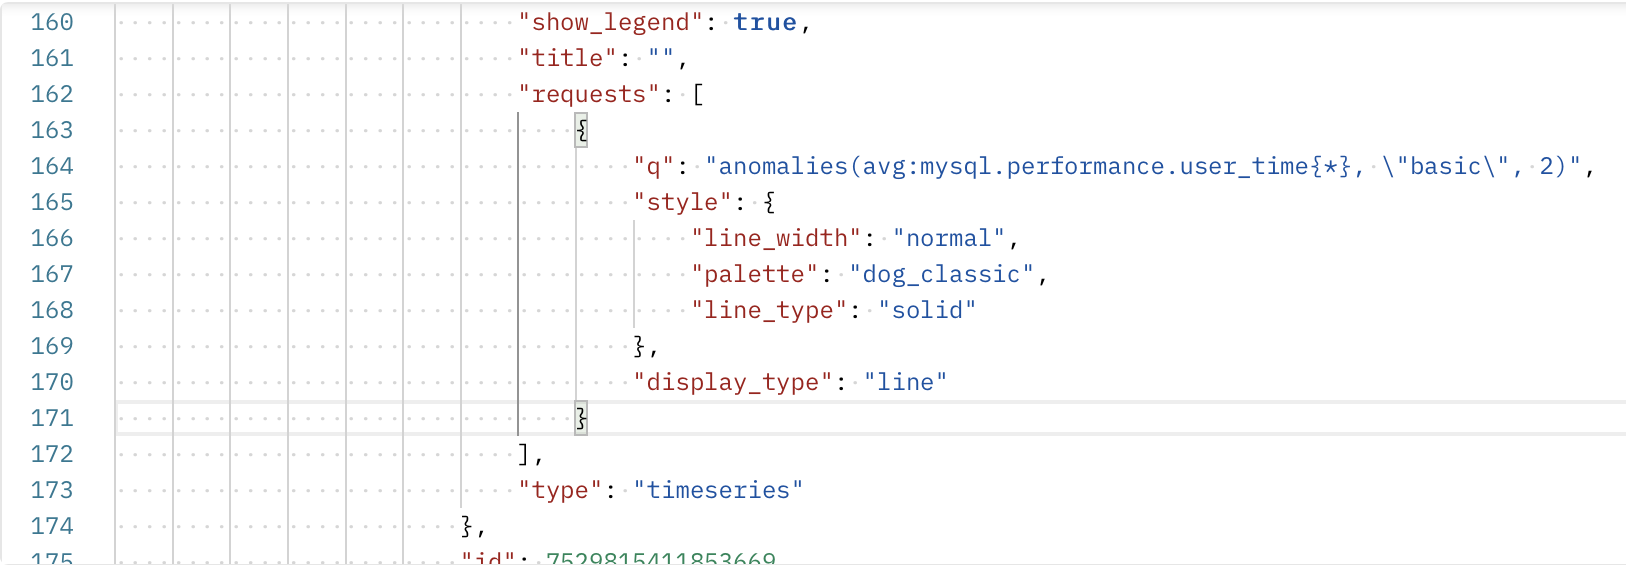 160 "show_legend": true,
161 "title": "",
162 "requests": [
163 {
164 "q": "anomalies(avg:mysql.performance.user_time{*}, \"basic\", 2)",
165 "style": {
166 "line_width": "normal",
167 "palette": "dog_classic",
168 "line_type": "solid"
169 },
170 "display_type": "line"
171 }
172 ],
173 "type": "timeseries"
174 },
175 "id": 7529815411853669